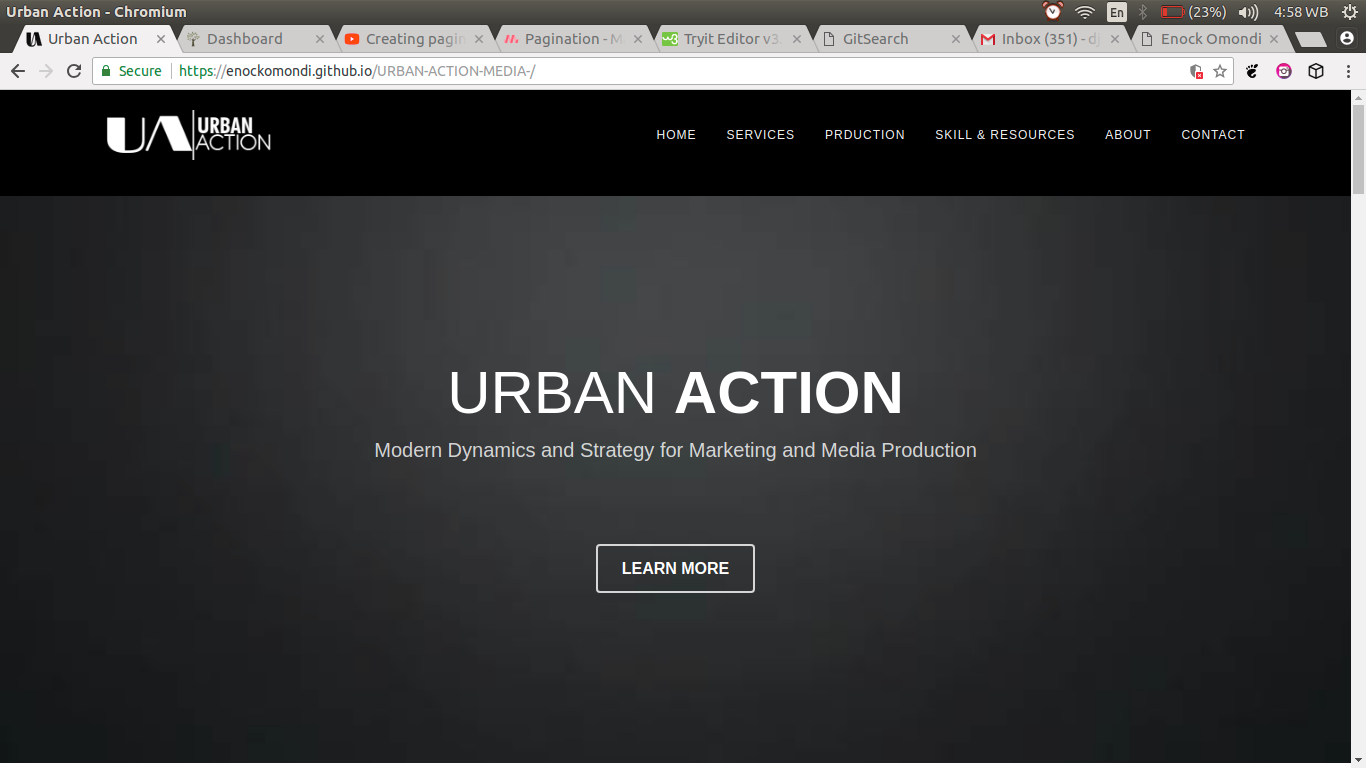 Urban Action - Chromium
En (23%) 4:58 WB
Urban Action Dashboard Creating pagin Pagination - M Tryit Editor v3. GitSearch Inbox (351) - dj Enock Omondi
Secure https://enockomondi.github.io/URBAN-ACTION-MEDIA-/
UA URBAN
ACTION
HOME SERVICES PRDUCTION SKILL & RESOURCES ABOUT CONTACT
URBAN ACTION
Modern Dynamics and Strategy for Marketing and Media Production
LEARN MORE